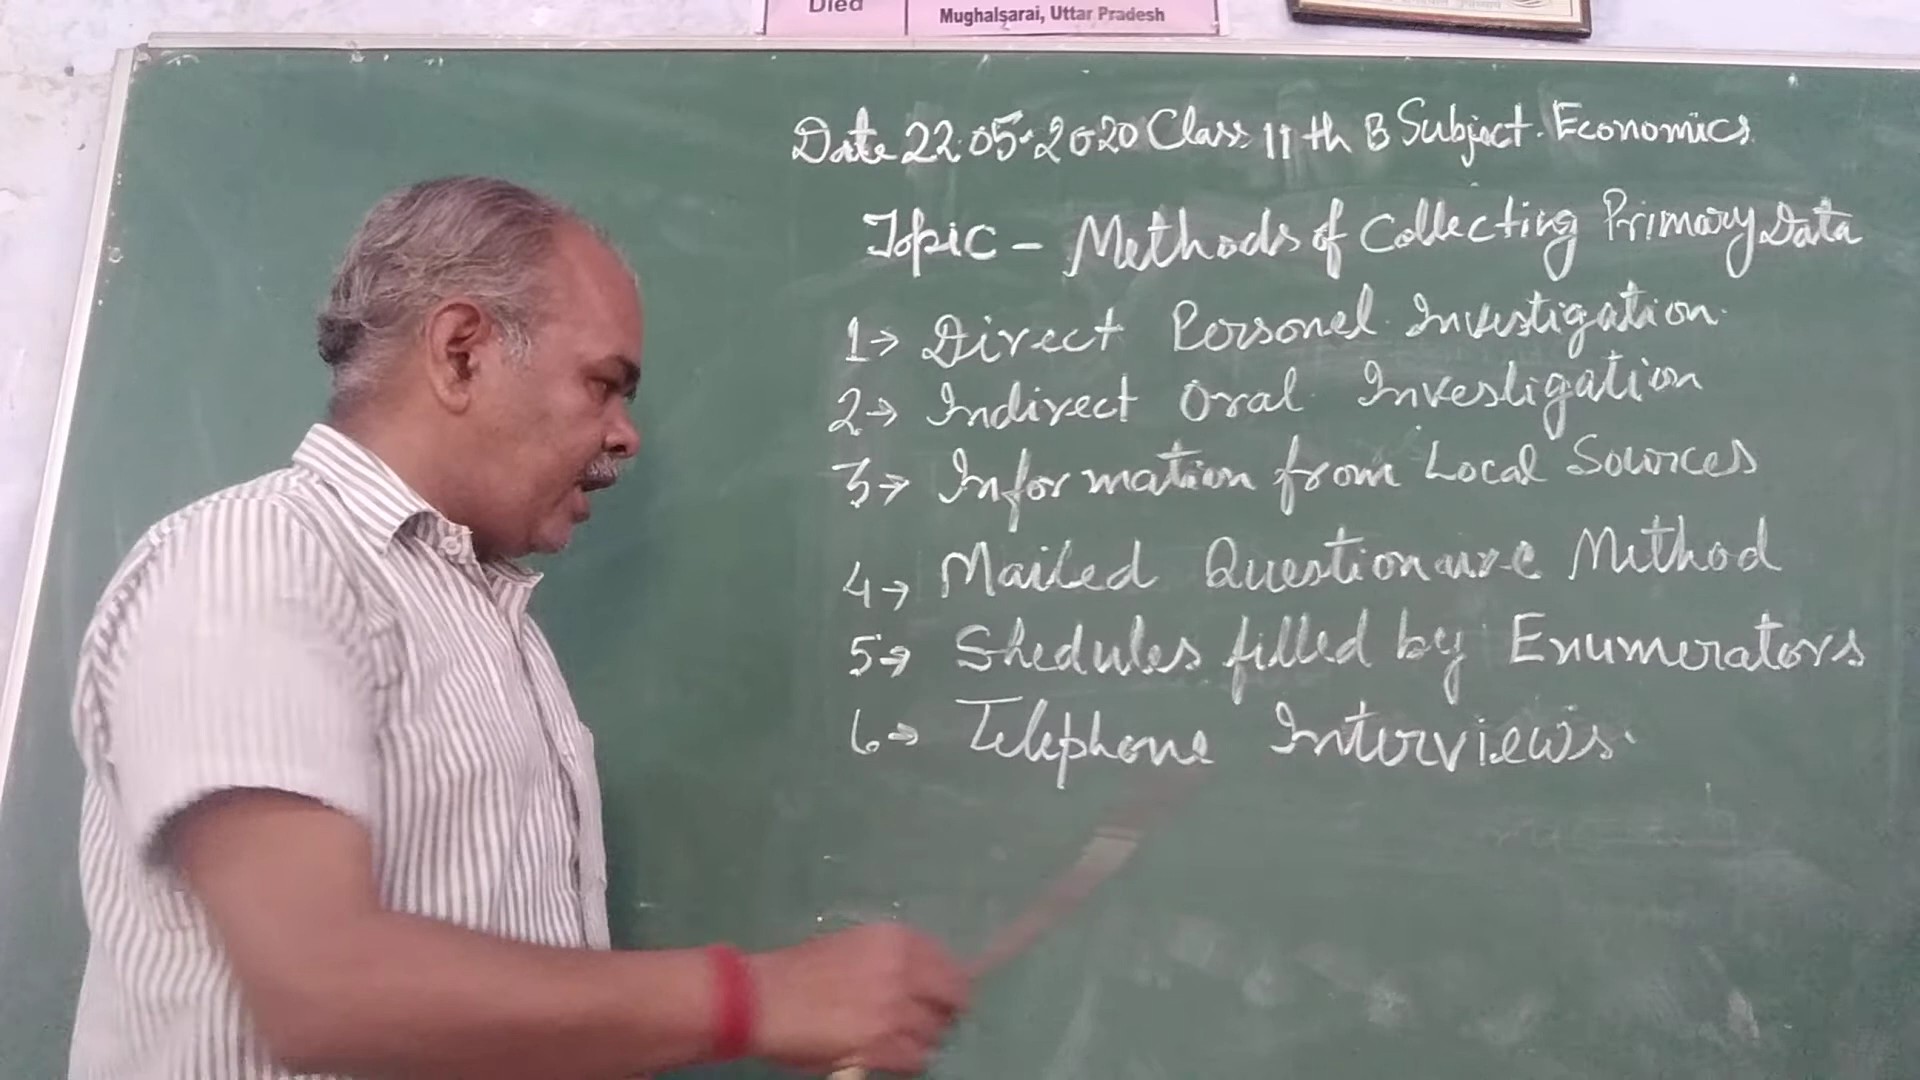 Died
Mughalsarai, Uttar Pradesh
Date 22.05.2020 Class 11th B Subject. Economics
Topic - Methods of Collecting Primary Data
1→ Direct Personel Investigation.
2→ Indirect Oral Investigation
3→ Information from Local Sources
4→ Mailed Questionaire Method
5→ Shedules filled by Enumerators
6→ Telephone Interviews.